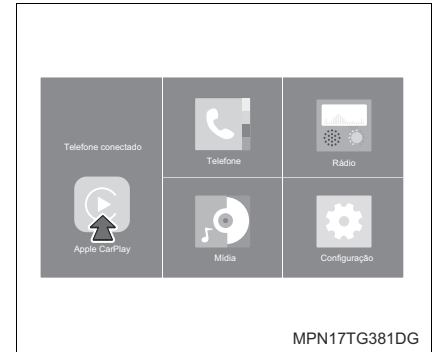 Telefone conectado
Apple CarPlay
Telefone
Rádio
Mídia
Configuração
MPN17TG381DG